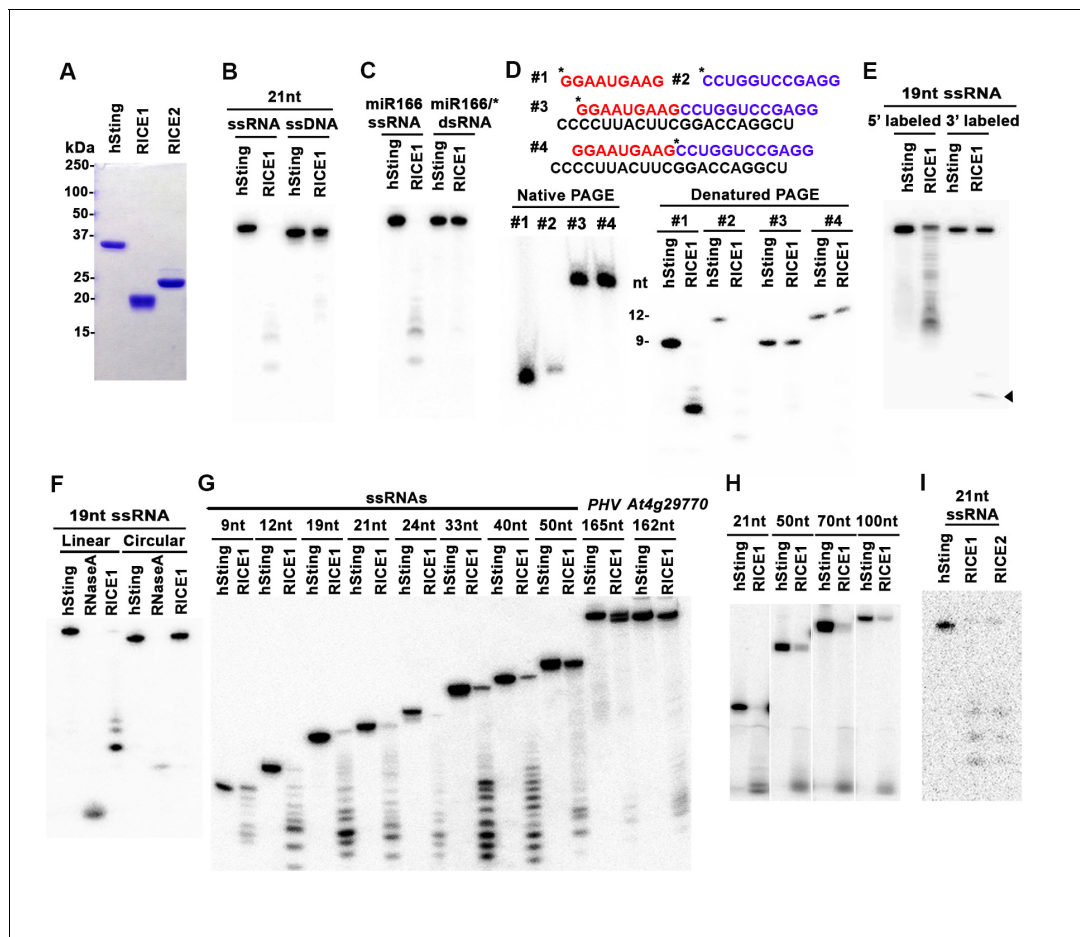 A
hSting
RICE1
RICE2
kDa
250-
100-
50-
37-
25-
20-
15-
B
21nt
ssRNA ssDNA
hSting
RICE1
hSting
RICE1
C
miR166 miR166/*
ssRNA dsRNA
hSting
RICE1
hSting
RICE1
D
#1 *GGAAUGAAG #2 *CCUGGUCCGAGG
#3 *GGAAUGAAGCCUGGUCCGAGG
CCCCUUACUUCGGACCAGGCU
#4 GGAAUGAAG*CCUGGUCCGAGG
CCCCUUACUUCGGACCAGGCU
Native PAGE
#1 #2 #3 #4
Denatured PAGE
#1 #2 #3 #4
hSting
RICE1
hSting
RICE1
hSting
RICE1
hSting
RICE1
nt
12-
9-
E
19nt ssRNA
5' labeled 3' labeled
hSting
RICE1
hSting
RICE1
F
19nt ssRNA
Linear Circular
hSting
RNaseA
RICE1
hSting
RNaseA
RICE1
G
ssRNAs
PHV At4g29770
9nt 12nt 19nt 21nt 24nt 33nt 40nt 50nt 165nt 162nt
hSting
RICE1
hSting
RICE1
hSting
RICE1
hSting
RICE1
hSting
RICE1
hSting
RICE1
hSting
RICE1
hSting
RICE1
hSting
RICE1
hSting
RICE1
H
21nt 50nt 70nt 100nt
hSting
RICE1
hSting
RICE1
hSting
RICE1
hSting
RICE1
I
21nt
ssRNA
hSting
RICE1
RICE2